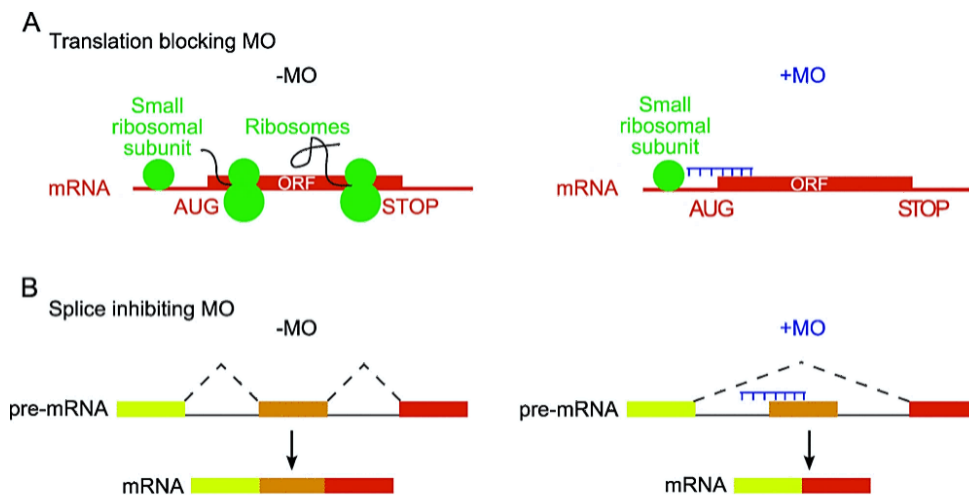 A
Translation blocking MO
-MO
+MO
Small
ribosomal
subunit
Ribosomes
Small
ribosomal
subunit
mRNA
ORF
AUG
STOP
mRNA
ORF
AUG
STOP
B
Splice inhibiting MO
-MO
+MO
pre-mRNA
pre-mRNA
mRNA
mRNA